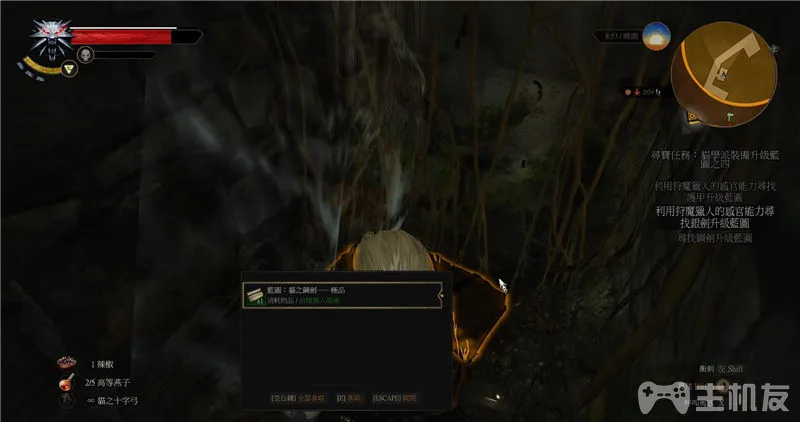 8:53 / 晴朗
尋寶任務：貓學派裝備升級藍
圖之四
利用狩魔獵人的感官能力尋找
護甲升級藍圖
利用狩魔獵人的感官能力尋
找銀劍升級藍圖
尋找鋼劍升級藍圖
藍圖：貓之鋼劍——極品
消耗物品 / 狩魔獵人裝備
[空白鍵] 全部拿取 [E] 拿取 [ESCAPE] 關閉
1 辣椒
2/5 高等燕子
∞ 貓之十字弓
衝刺 左 Shift
主机友